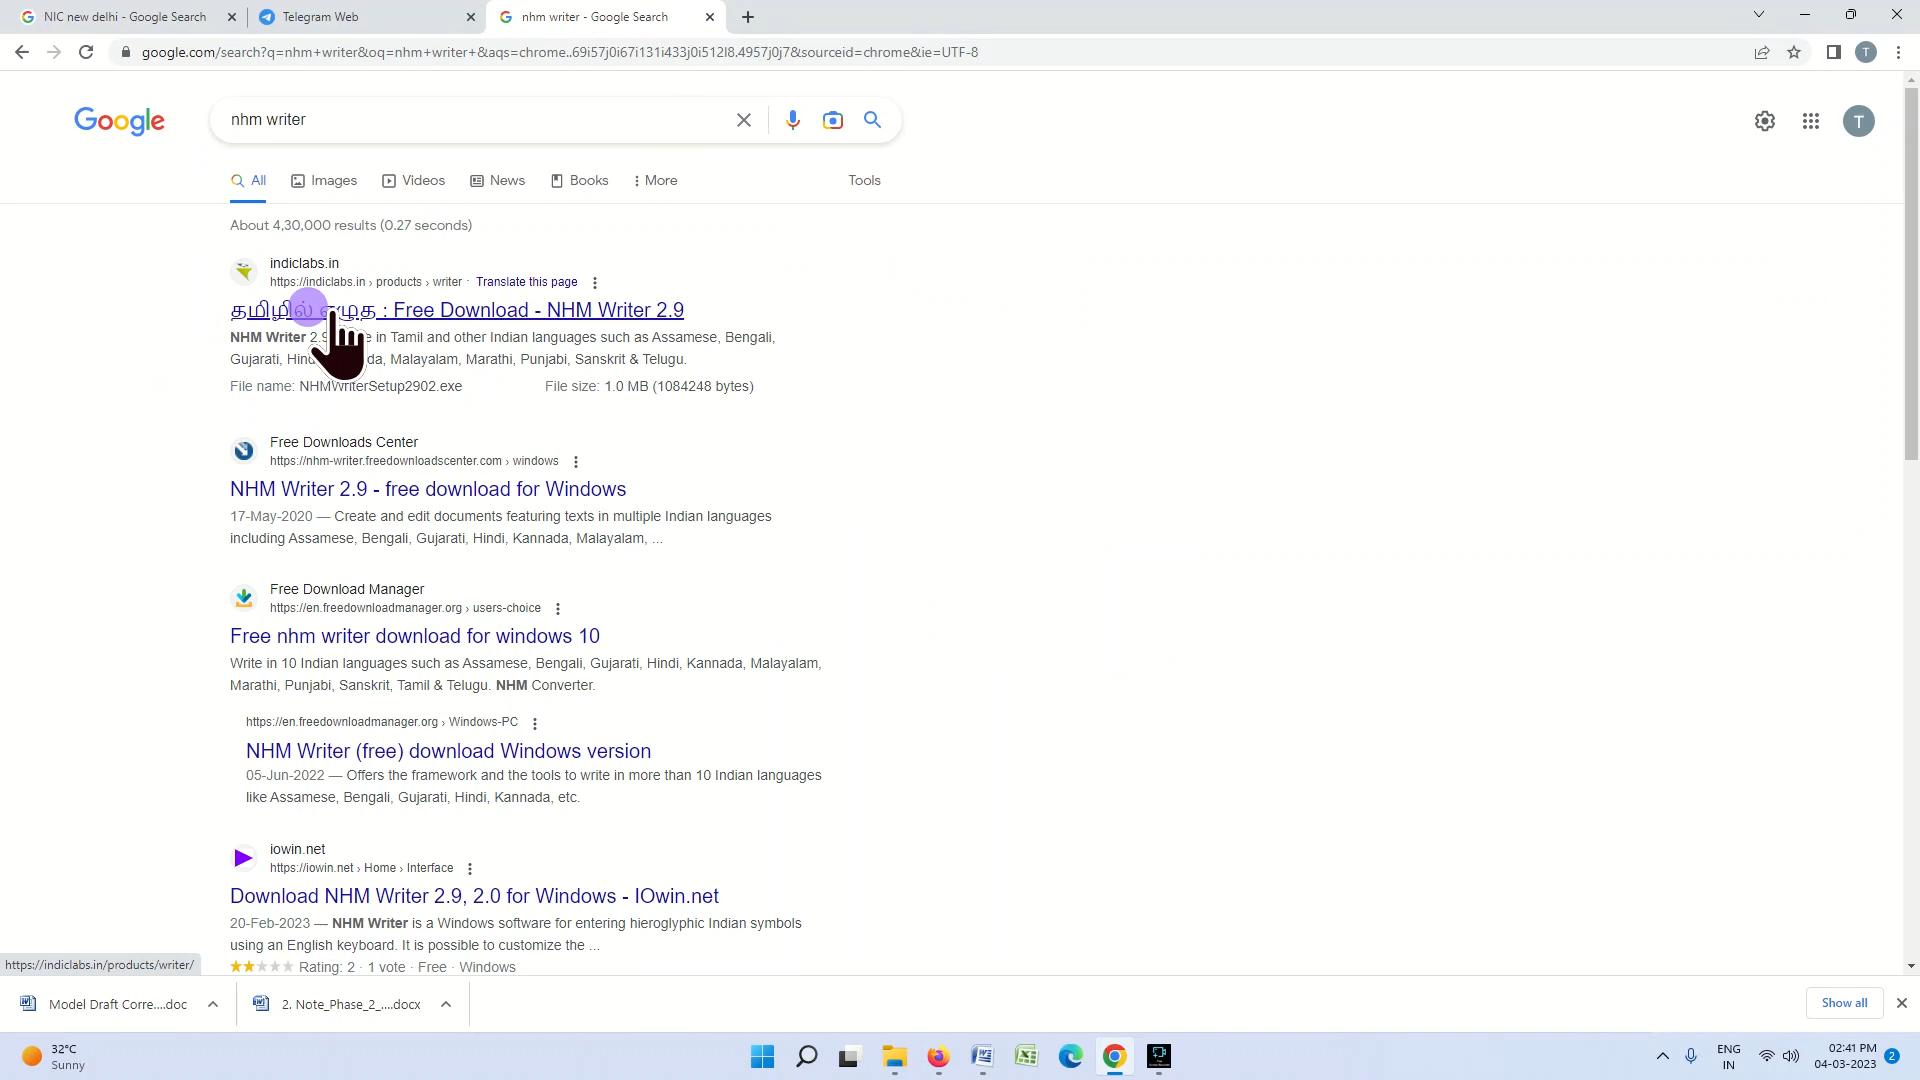 NIC new delhi - Google Search
Telegram Web
nhm writer - Google Search
google.com/search?q=nhm+writer&oq=nhm+writer+&aqs=chrome..69i57j0i67i131i433j0i512l8.4957j0j7&sourceid=chrome&ie=UTF-8
T
Google
nhm writer
T
All
Images
Videos
News
Books
More
Tools
About 4,30,000 results (0.27 seconds)
indiclabs.in
https://indiclabs.in › products › writer · Translate this page
தமிழில் எழுத : Free Download - NHM Writer 2.9
NHM Writer 2.9 in Tamil and other Indian languages such as Assamese, Bengali,
Gujarati, Malayalam, Marathi, Punjabi, Sanskrit & Telugu.
File name: NHMWriterSetup2902.exe
File size: 1.0 MB (1084248 bytes)
Free Downloads Center
https://nhm-writer.freedownloadscenter.com › windows
NHM Writer 2.9 - free download for Windows
17-May-2020 — Create and edit documents featuring texts in multiple Indian languages
including Assamese, Bengali, Gujarati, Hindi, Kannada, Malayalam, ...
Free Download Manager
https://en.freedownloadmanager.org › users-choice
Free nhm writer download for windows 10
Write in 10 Indian languages such as Assamese, Bengali, Gujarati, Hindi, Kannada, Malayalam,
Marathi, Punjabi, Sanskrit, Tamil & Telugu. NHM Converter.
https://en.freedownloadmanager.org › Windows-PC
NHM Writer (free) download Windows version
05-Jun-2022 — Offers the framework and the tools to write in more than 10 Indian languages
like Assamese, Bengali, Gujarati, Hindi, Kannada, etc.
iowin.net
https://iowin.net › Home › Interface
Download NHM Writer 2.9, 2.0 for Windows - IOwin.net
20-Feb-2023 — NHM Writer is a Windows software for entering hieroglyphic Indian symbols
using an English keyboard. It is possible to customize the ...
Rating: 2 · 1 vote · Free · Windows
https://indiclabs.in/products/writer/
Model Draft Corre....doc
2. Note_Phase_2_....docx
Show all
32°C
Sunny
ENG
IN
02:41 PM
04-03-2023
2